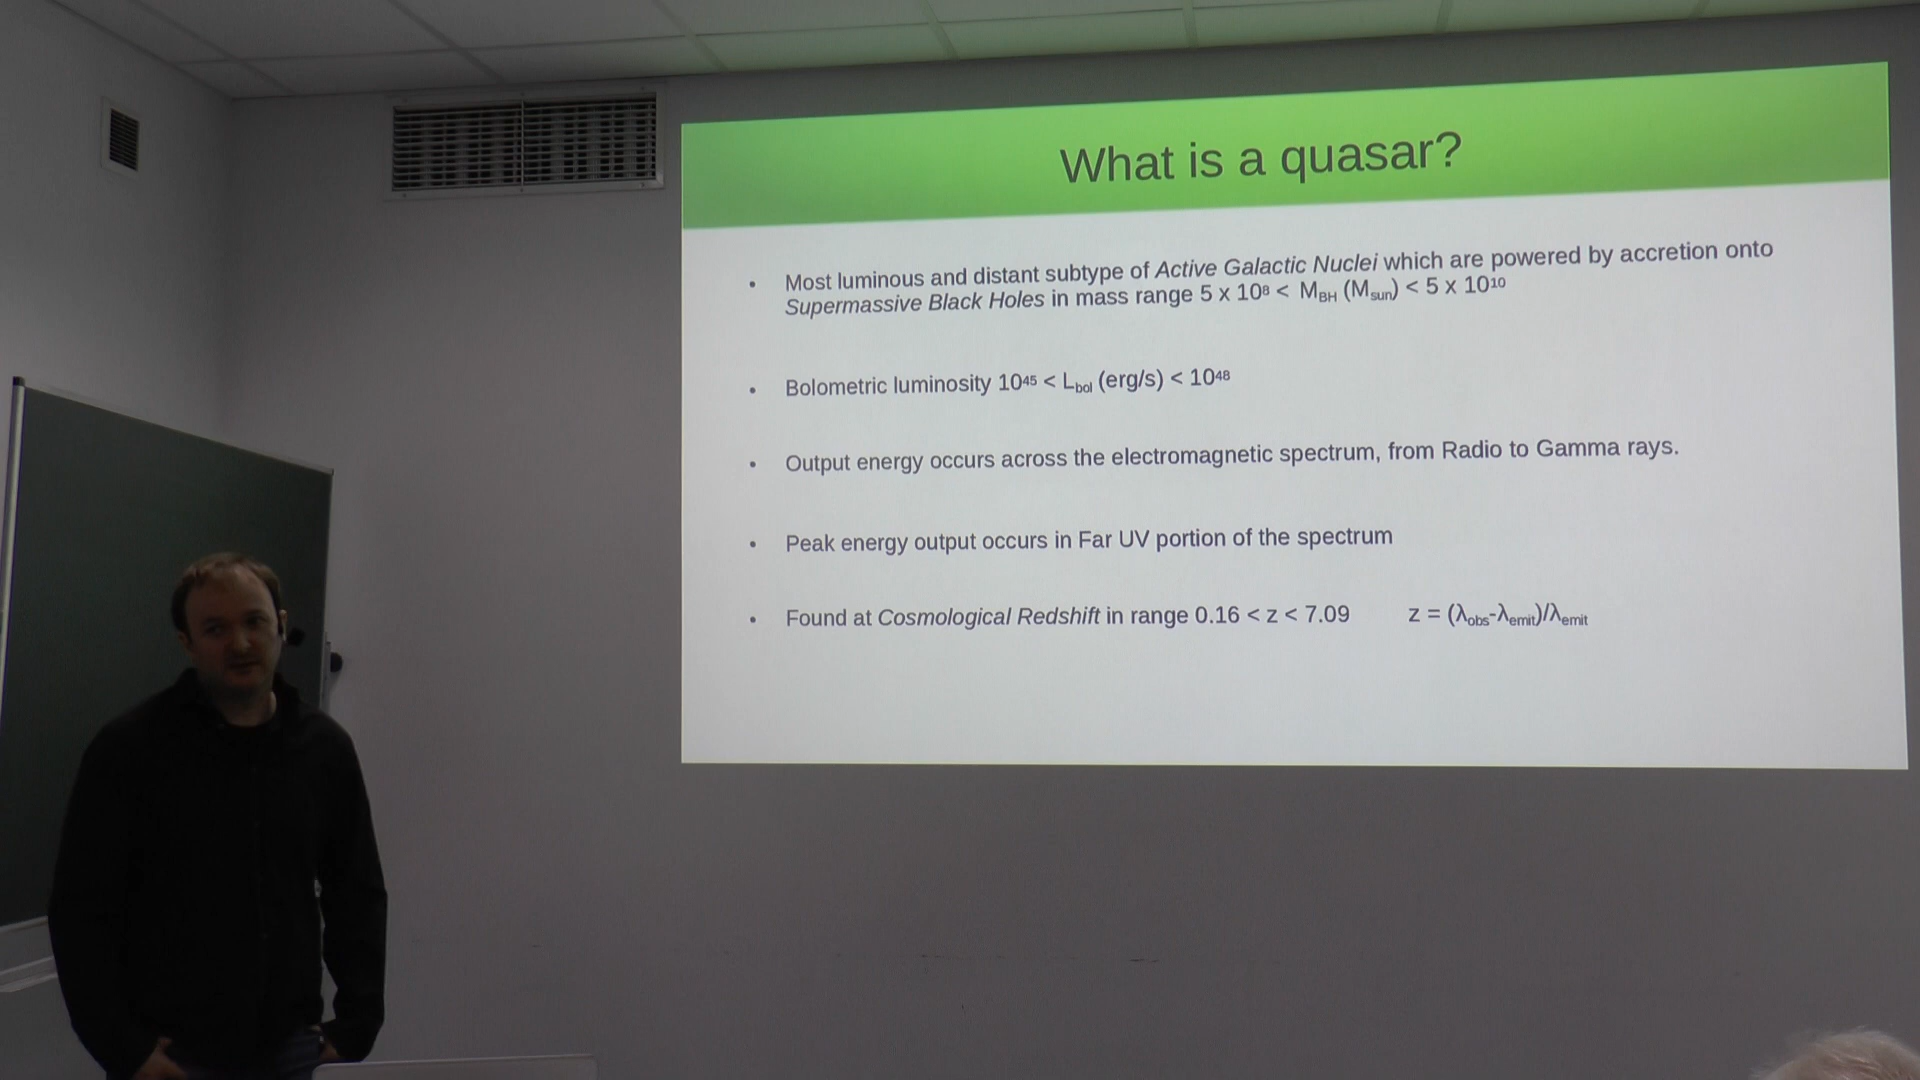 What is a quasar?
• Most luminous and distant subtype of Active Galactic Nuclei which are powered by accretion onto
Supermassive Black Holes in mass range 5 x 10⁸ < M_BH (M_sun) < 5 x 10¹⁰
• Bolometric luminosity 10⁴⁵ < L_bol (erg/s) < 10⁴⁸
• Output energy occurs across the electromagnetic spectrum, from Radio to Gamma rays.
• Peak energy output occurs in Far UV portion of the spectrum
• Found at Cosmological Redshift in range 0.16 < z < 7.09 z = (λ_obs-λ_emit)/λ_emit